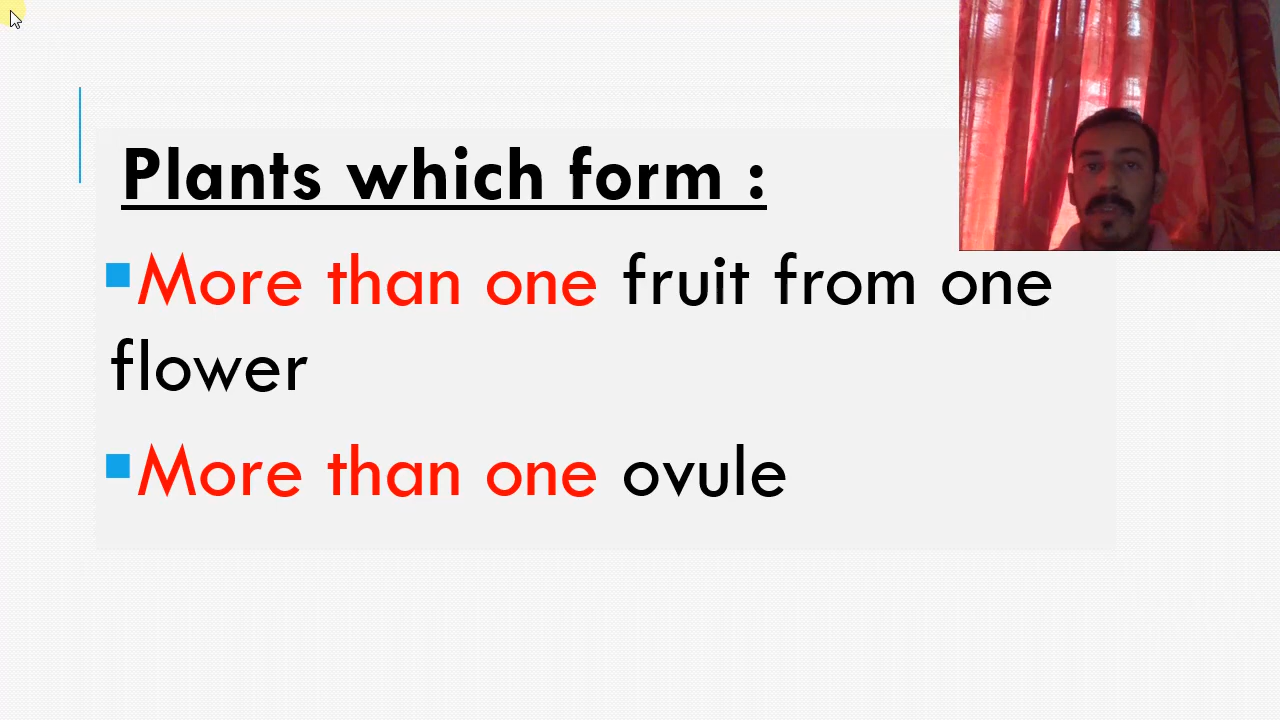 Plants which form :
More than one fruit from one
flower
More than one ovule